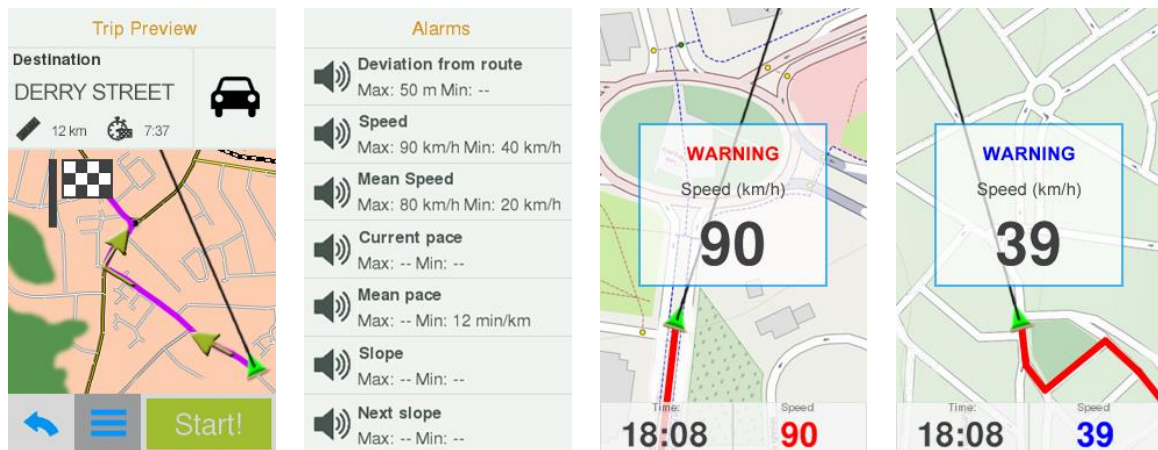 Trip Preview
Destination
DERRY STREET
12 km 7:37
Start!
Alarms
Deviation from route
Max: 50 m Min: --
Speed
Max: 90 km/h Min: 40 km/h
Mean Speed
Max: 80 km/h Min: 20 km/h
Current pace
Max: -- Min: --
Mean pace
Max: -- Min: 12 min/km
Slope
Max: -- Min: --
Next slope
Max: -- Min: --
WARNING
Speed (km/h)
90
Time: Speed
18:08 90
WARNING
Speed (km/h)
39
Time: Speed
18:08 39